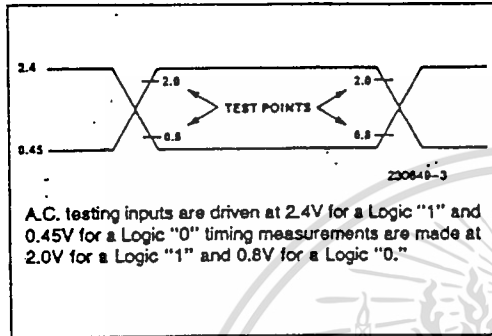 2.4
2.0 2.0
TEST POINTS
0.8 0.8
0.45
230649-3
A.C. testing inputs are driven at 2.4V for a Logic "1" and
0.45V for a Logic "0" timing measurements are made at
2.0V for a Logic "1" and 0.8V for a Logic "0."